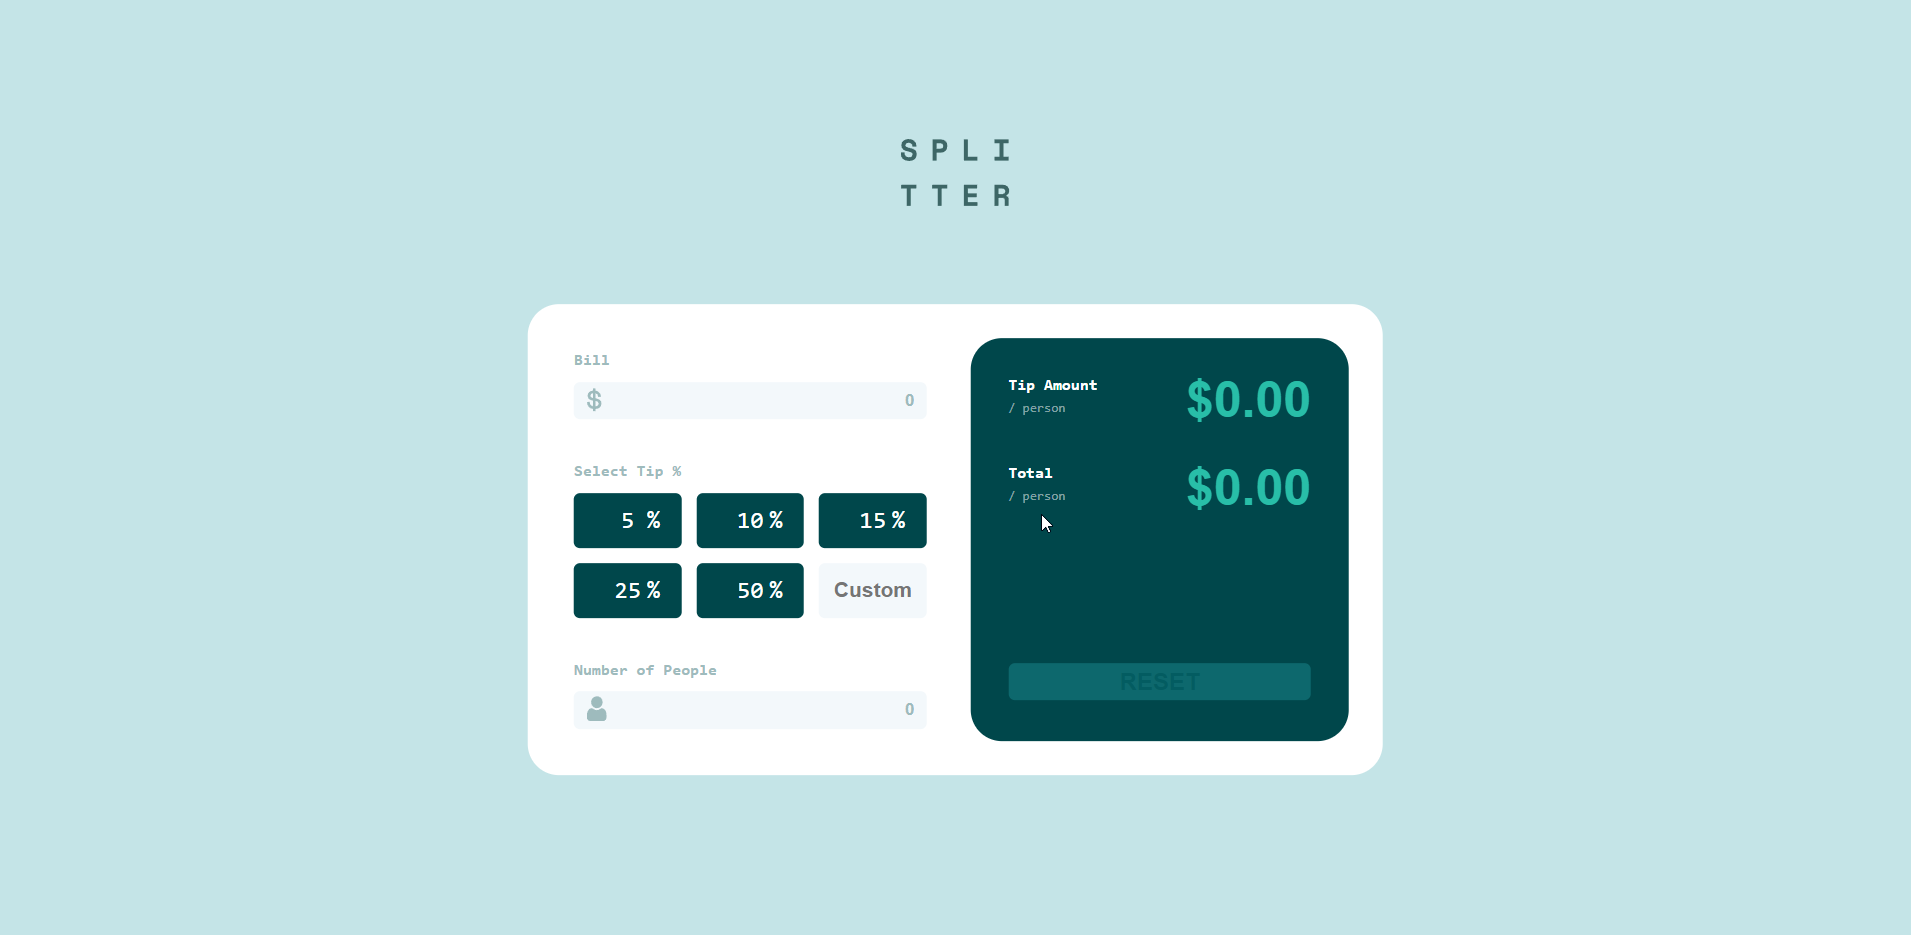 SPLI
TTER
Bill
$ 0
Select Tip %
5 % 10 % 15 %
25 % 50 % Custom
Number of People
0
Tip Amount $0.00
/ person
Total $0.00
/ person
RESET